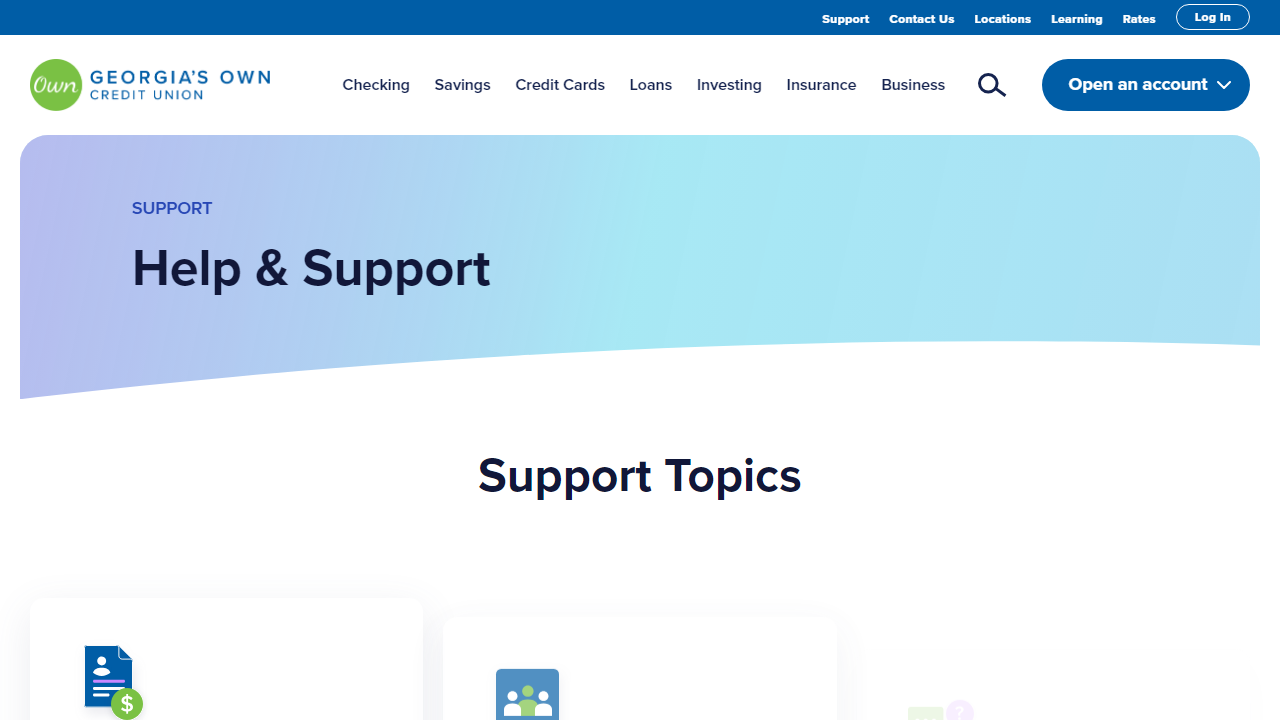 Support Contact Us Locations Learning Rates Log In
Own GEORGIA'S OWN
CREDIT UNION
Checking Savings Credit Cards Loans Investing Insurance Business Open an account
SUPPORT
Help & Support
Support Topics
$
?